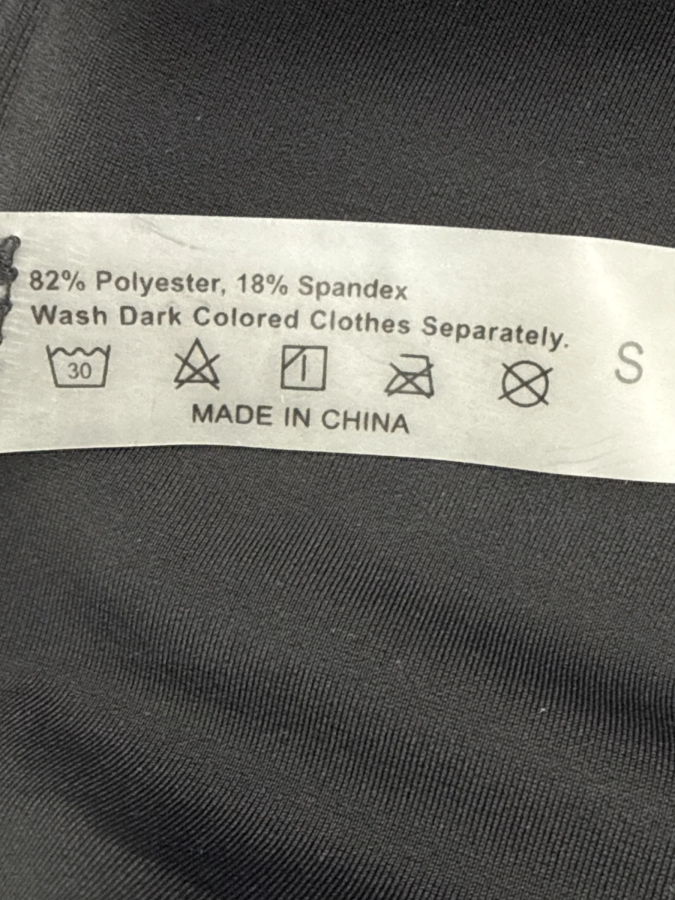 82% Polyester, 18% Spandex
Wash Dark Colored Clothes Separately.
30
S
MADE IN CHINA